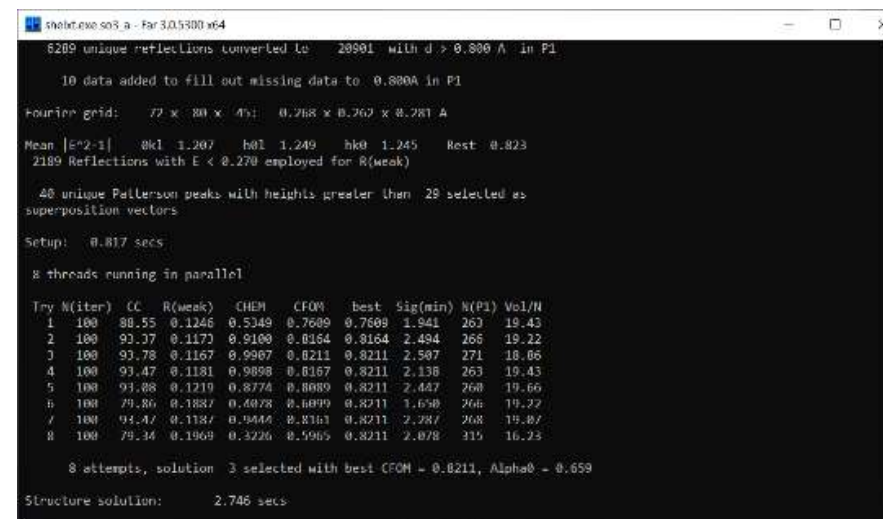 shelxt.exe so3_a - Far 3.0.5300 x64
6289 unique reflections converted to 20901 with d > 0.800 A in P1
10 data added to fill out missing data to 0.800A in P1
Fourier grid: 72 x 80 x 45: 0.268 x 0.262 x 0.281 A
Mean |E^2-1| 0kl 1.207 h0l 1.249 hk0 1.245 Rest 0.823
2189 Reflections with E < 0.270 employed for R(weak)
40 unique Patterson peaks with heights greater than 29 selected as
superposition vectors
Setup: 0.817 secs
8 threads running in parallel
Try N(iter) CC R(weak) CHEM CFOM best Sig(min) N(P1) Vol/N
1 100 88.55 0.1246 0.5349 0.7609 0.7609 1.941 263 19.43
2 100 93.37 0.1173 0.9100 0.8164 0.8164 2.494 266 19.22
3 100 93.78 0.1167 0.9907 0.8211 0.8211 2.507 271 18.86
4 100 93.47 0.1181 0.9898 0.8167 0.8211 2.138 263 19.43
5 100 93.08 0.1219 0.8774 0.8089 0.8211 2.447 260 19.66
6 100 79.86 0.1887 0.4078 0.6099 0.8211 1.650 266 19.22
7 100 93.47 0.1187 0.9444 0.8161 0.8211 2.287 268 19.07
8 100 79.34 0.1969 0.3226 0.5965 0.8211 2.078 315 16.23
8 attempts, solution 3 selected with best CFOM = 0.8211, Alpha0 = 0.659
Structure solution: 2.746 secs